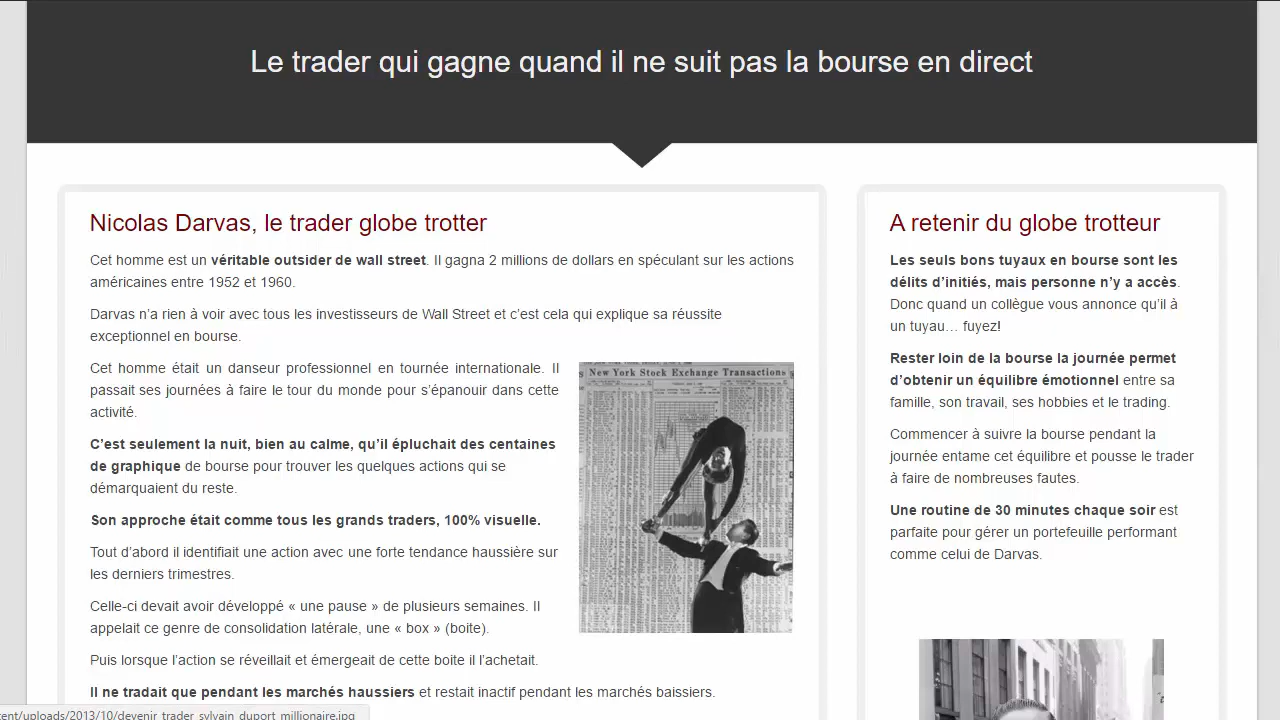 Le trader qui gagne quand il ne suit pas la bourse en direct
Nicolas Darvas, le trader globe trotter
Cet homme est un véritable outsider de wall street. Il gagna 2 millions de dollars en spéculant sur les actions
américaines entre 1952 et 1960.
Darvas n'a rien à voir avec tous les investisseurs de Wall Street et c'est cela qui explique sa réussite
exceptionnel en bourse.
Cet homme était un danseur professionnel en tournée internationale. Il
passait ses journées à faire le tour du monde pour s'épanouir dans cette
activité.
C'est seulement la nuit, bien au calme, qu'il épluchait des centaines
de graphique de bourse pour trouver les quelques actions qui se
démarquaient du reste.
Son approche était comme tous les grands traders, 100% visuelle.
Tout d'abord il identifiait une action avec une forte tendance haussière sur
les derniers trimestres.
Celle-ci devait avoir développé « une pause » de plusieurs semaines. Il
appelait ce genre de consolidation latérale, une « box » (boite).
Puis lorsque l'action se réveillait et émergeait de cette boite il l'achetait.
Il ne tradait que pendant les marchés haussiers et restait inactif pendant les marchés baissiers.
New York Stock Exchange Transactions
A retenir du globe trotteur
Les seuls bons tuyaux en bourse sont les
délits d'initiés, mais personne n'y a accès.
Donc quand un collègue vous annonce qu'il à
un tuyau… fuyez!
Rester loin de la bourse la journée permet
d'obtenir un équilibre émotionnel entre sa
famille, son travail, ses hobbies et le trading.
Commencer à suivre la bourse pendant la
journée entame cet équilibre et pousse le trader
à faire de nombreuses fautes.
Une routine de 30 minutes chaque soir est
parfaite pour gérer un portefeuille performant
comme celui de Darvas.
tent/uploads/2013/10/devenir_trader_sylvain_duport_millionaire.jpg